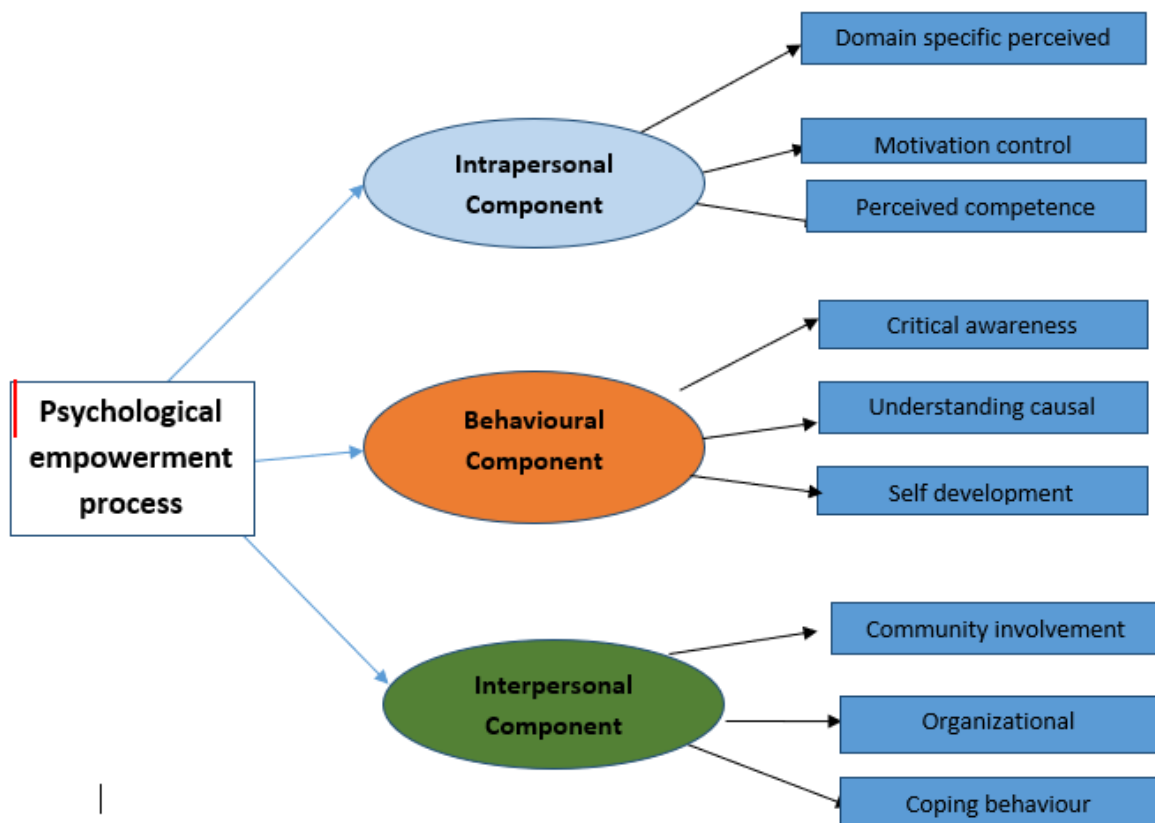 Psychological
empowerment
process
Intrapersonal
Component
Domain specific perceived
Motivation control
Perceived competence
Behavioural
Component
Critical awareness
Understanding causal
Self development
Interpersonal
Component
Community involvement
Organizational
Coping behaviour